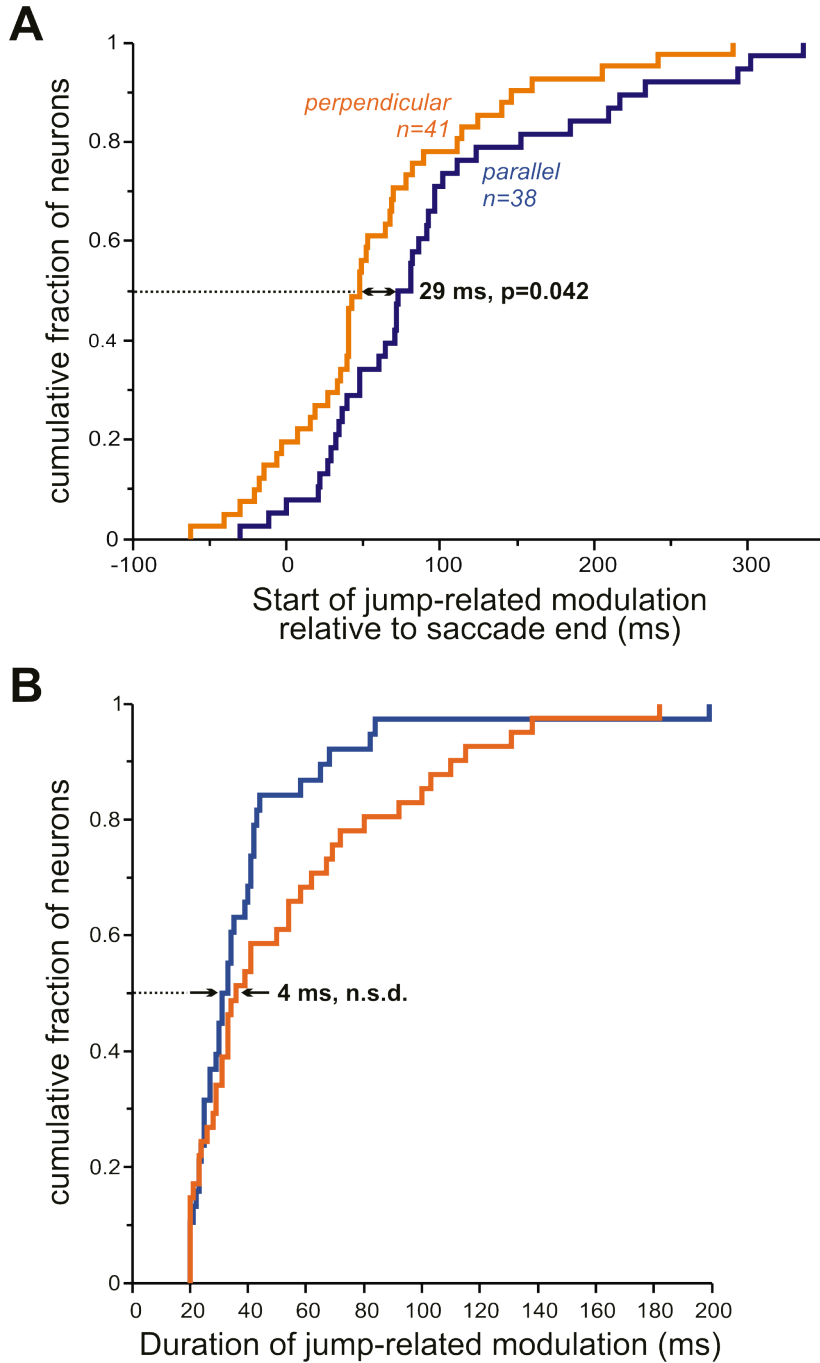 A
1
0.8
0.6
0.4
0.2
0
cumulative fraction of neurons
perpendicular
n=41
parallel
n=38
29 ms, p=0.042
-100
0
100
200
300
Start of jump-related modulation
relative to saccade end (ms)
B
1
0.8
0.6
0.4
0.2
0
cumulative fraction of neurons
4 ms, n.s.d.
0
20
40
60
80
100
120
140
160
180
200
Duration of jump-related modulation (ms)